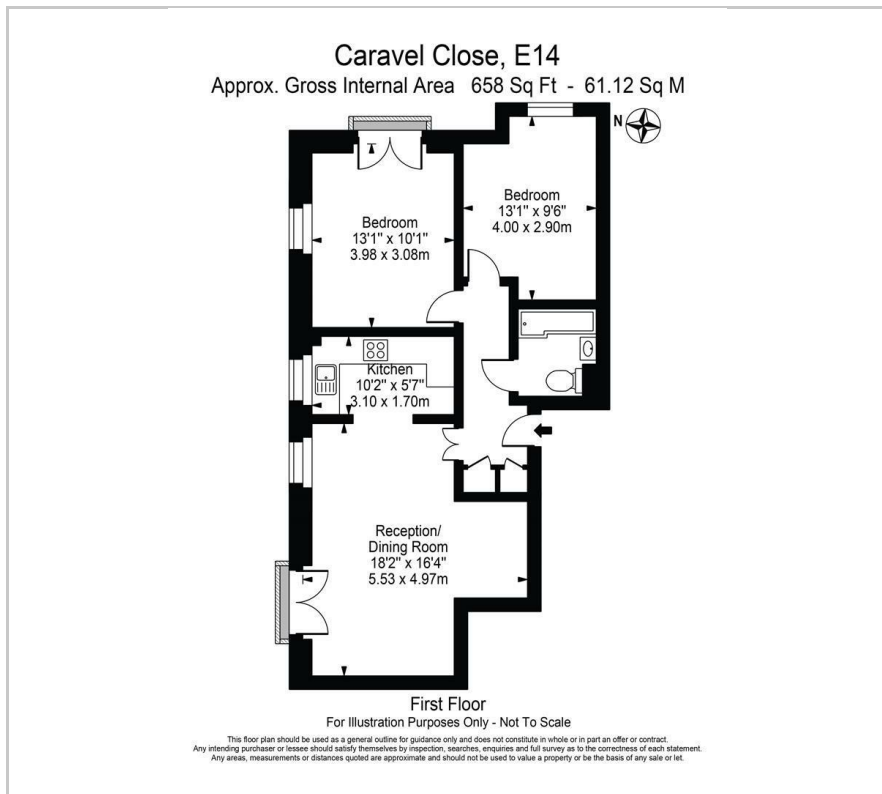 Caravel Close, E14
Approx. Gross Internal Area 658 Sq Ft - 61.12 Sq M
N
Bedroom
13'1" x 9'6"
4.00 x 2.90m
Bedroom
13'1" x 10'1"
3.98 x 3.08m
Kitchen
10'2" x 5'7"
3.10 x 1.70m
Reception/
Dining Room
18'2" x 16'4"
5.53 x 4.97m
First Floor
For Illustration Purposes Only - Not To Scale
This floor plan should be used as a general outline for guidance only and does not constitute in whole or in part an offer or contract.
Any intending purchaser or lessee should satisfy themselves by inspection, searches, enquiries and full survey as to the correctness of each statement.
Any areas, measurements or distances quoted are approximate and should not be used to value a property or be the basis of any sale or let.